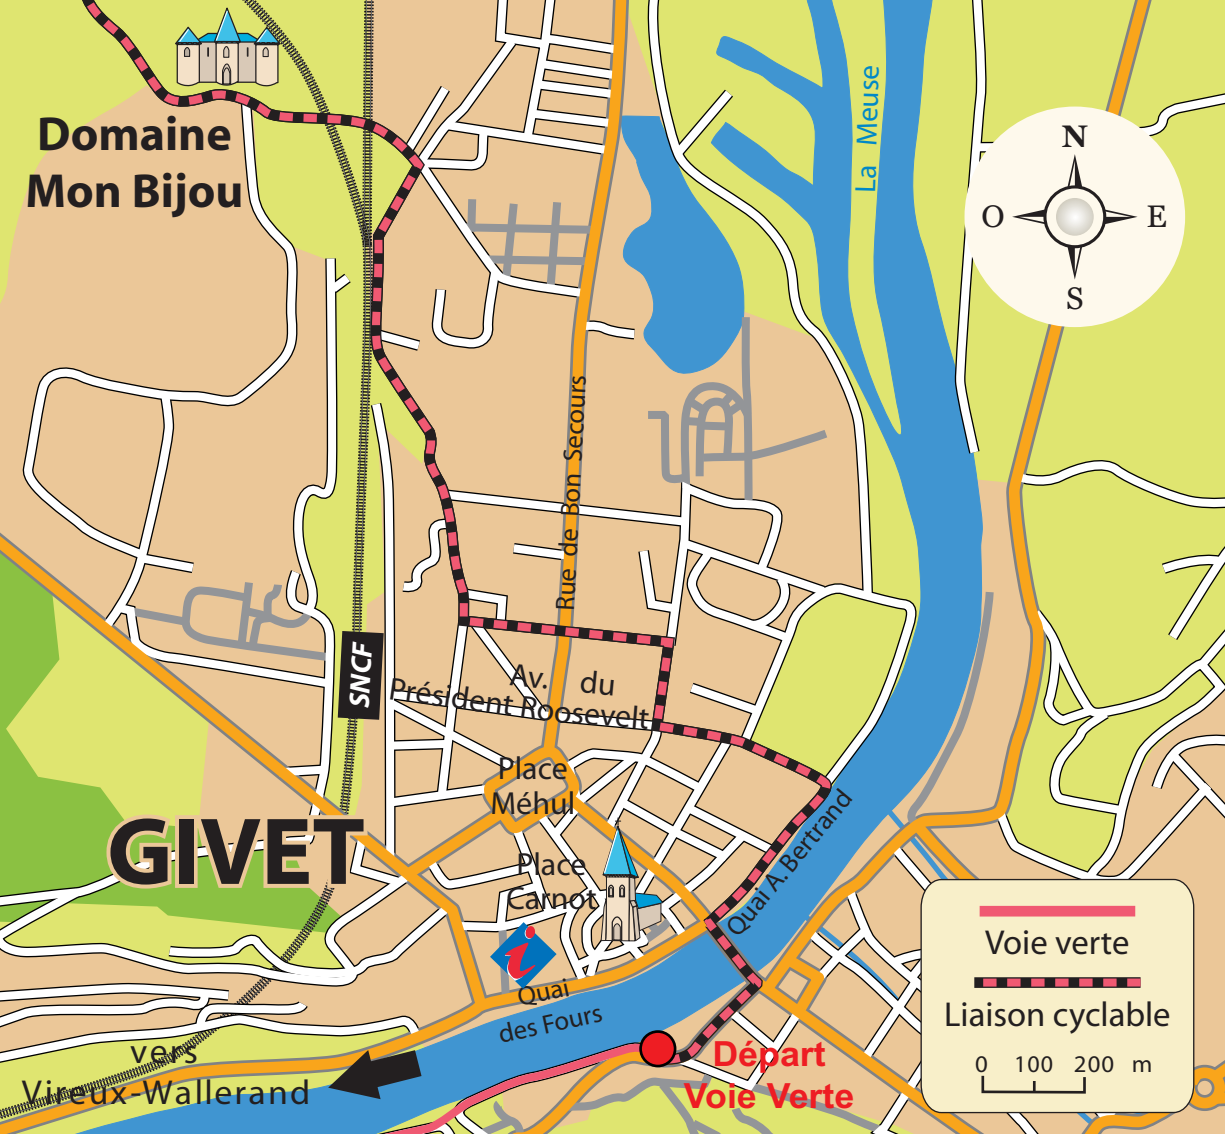 Domaine
Mon Bijou
La Meuse
N
O
E
S
Rue de Bon Secours
SNCF
Av. du
Président Roosevelt
Place
Méhul
GIVET
Place
Carnot
Quai A. Bertrand
i
Quai
des Fours
vers
Vireux-Wallerand
Départ
Voie Verte
Voie verte
Liaison cyclable
0 100 200 m